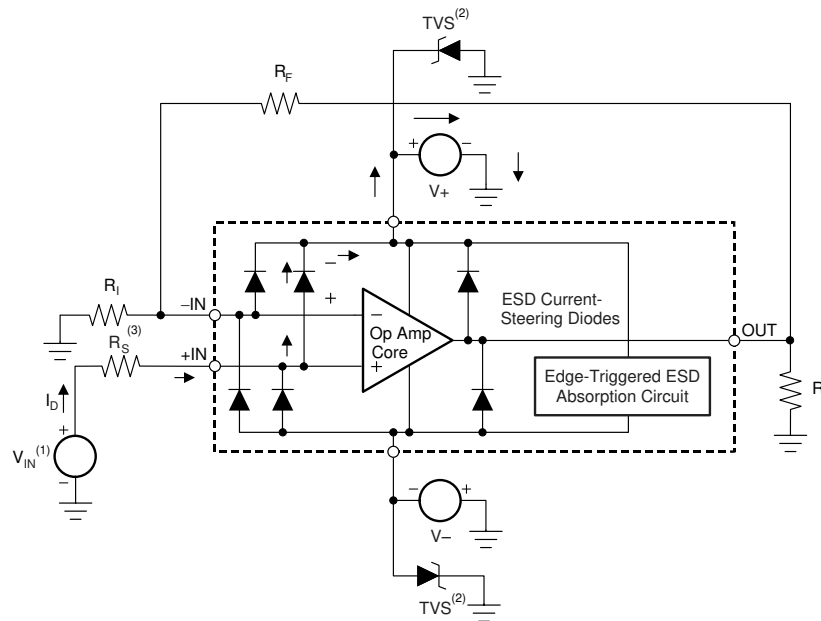 TVS(2)
RF
+ −
V+
RI
−IN
(3)
RS
+IN
ID
+
VIN(1)
−
−
+
−
Op Amp
Core
+
ESD Current-
Steering Diodes
OUT
Edge-Triggered ESD
Absorption Circuit
R
− +
V−
TVS(2)